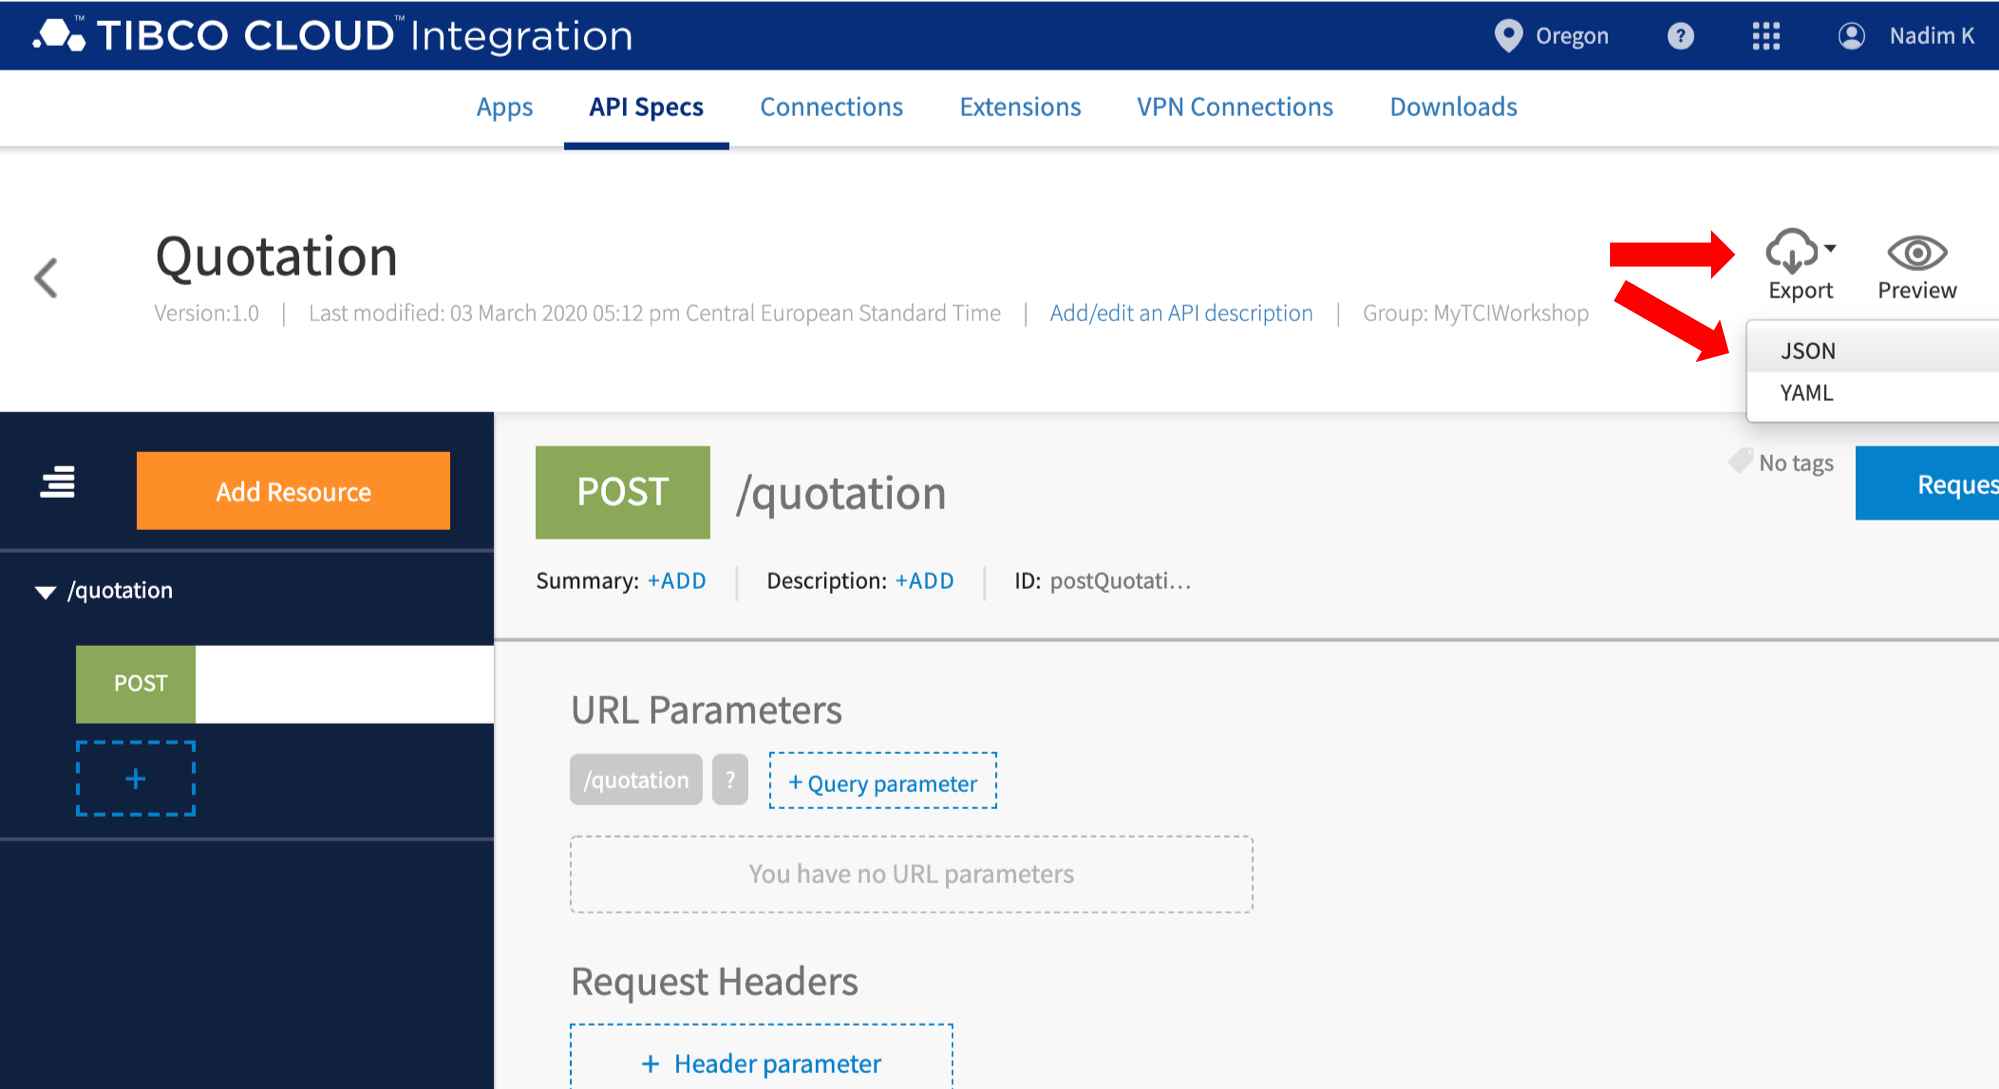 TIBCO CLOUD™ Integration
Oregon
?
Nadim K
Apps
API Specs
Connections
Extensions
VPN Connections
Downloads
Quotation
Version:1.0 | Last modified: 03 March 2020 05:12 pm Central European Standard Time | Add/edit an API description | Group: MyTCIWorkshop
Export
Preview
JSON
YAML
Add Resource
/quotation
POST
+
POST /quotation
No tags
Reques
Summary: +ADD
Description: +ADD
ID: postQuotati...
URL Parameters
/quotation
?
+ Query parameter
You have no URL parameters
Request Headers
+ Header parameter